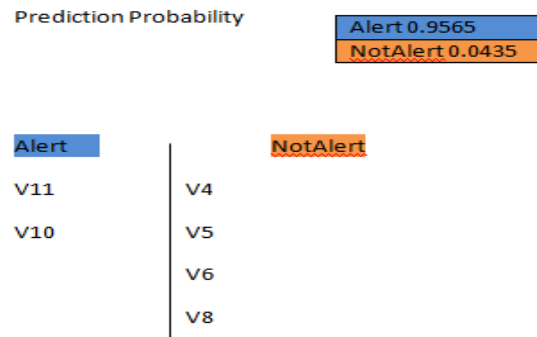 Prediction Probability
Alert 0.9565
NotAlert 0.0435
Alert NotAlert
V11 V4
V10 V5
V6
V8